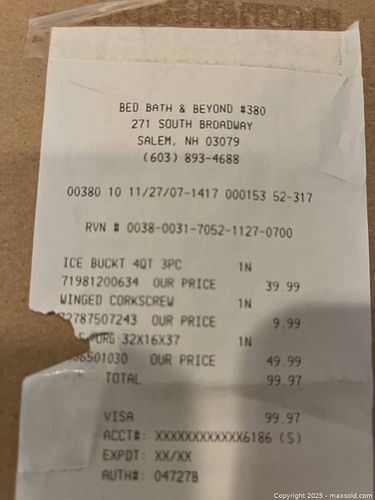 BED BATH & BEYOND #380
271 SOUTH BROADWAY
SALEM, NH 03079
(603) 893-4688
00380 10 11/27/07-1417 000153 52-317
RVN # 0038-0031-7052-1127-0700
ICE BUCKT 4QT 3PC 1N
71981200634 OUR PRICE 39.99
WINGED CORKSCREW 1N
72787507243 OUR PRICE 9.99
32X16X37 1N
06501030 OUR PRICE 49.99
TOTAL 99.97
VISA 99.97
ACCT#: XXXXXXXXXXXX6186 (S)
EXPDT: XX/XX
AUTH#: 04727B
Copyright © 2025 - maxsold.com